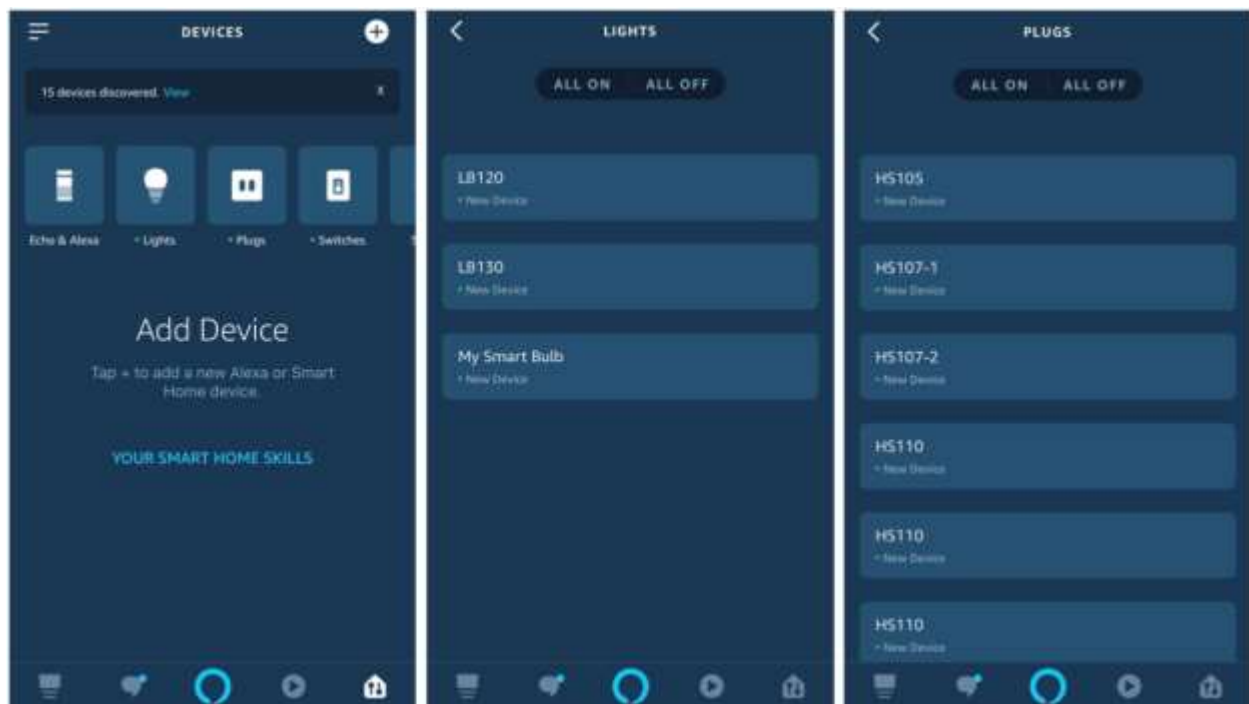 DEVICES
15 devices discovered. View X
Echo & Alexa • Lights • Plugs • Switches
Add Device
Tap + to add a new Alexa or Smart
Home device.
YOUR SMART HOME SKILLS
LIGHTS
ALL ON ALL OFF
LB120
• New Device
LB130
• New Device
My Smart Bulb
• New Device
PLUGS
ALL ON ALL OFF
HS105
• New Device
HS107-1
• New Device
HS107-2
• New Device
HS110
• New Device
HS110
• New Device
HS110
• New Device